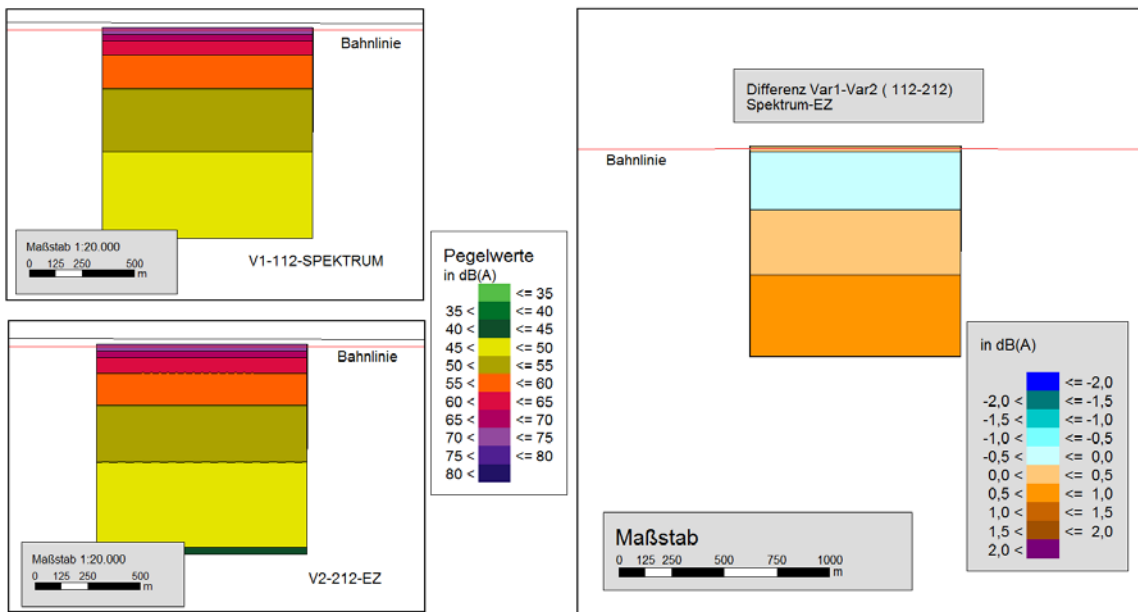 Bahnlinie
Maßstab 1:20.000
0 125 250 500
m
V1-112-SPEKTRUM
Bahnlinie
Maßstab 1:20.000
0 125 250 500
m
V2-212-EZ
Pegelwerte
in dB(A)
<= 35
35 < <= 40
40 < <= 45
45 < <= 50
50 < <= 55
55 < <= 60
60 < <= 65
65 < <= 70
70 < <= 75
75 < <= 80
80 <
Differenz Var1-Var2 ( 112-212)
Spektrum-EZ
Bahnlinie
Maßstab
0 125 250 500 750 1000
m
in dB(A)
<= -2,0
-2,0 < <= -1,5
-1,5 < <= -1,0
-1,0 < <= -0,5
-0,5 < <= 0,0
0,0 < <= 0,5
0,5 < <= 1,0
1,0 < <= 1,5
1,5 < <= 2,0
2,0 <